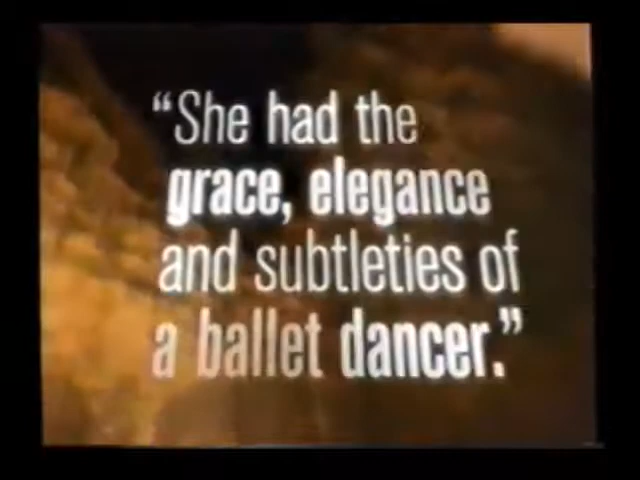 “She had the
grace, elegance
and subtleties of
a ballet dancer.”